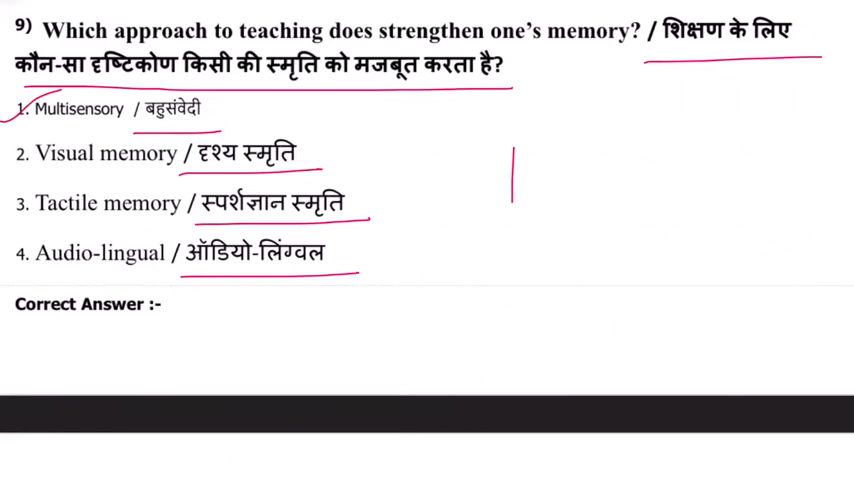 9) Which approach to teaching does strengthen one's memory? / शिक्षण के लिए
कौन-सा दृष्टिकोण किसी की स्मृति को मजबूत करता है?
1. Multisensory / बहुसंवेदी
2. Visual memory / दृश्य स्मृति
3. Tactile memory / स्पर्शज्ञान स्मृति
4. Audio-lingual / ऑडियो-लिंग्वल
Correct Answer :-